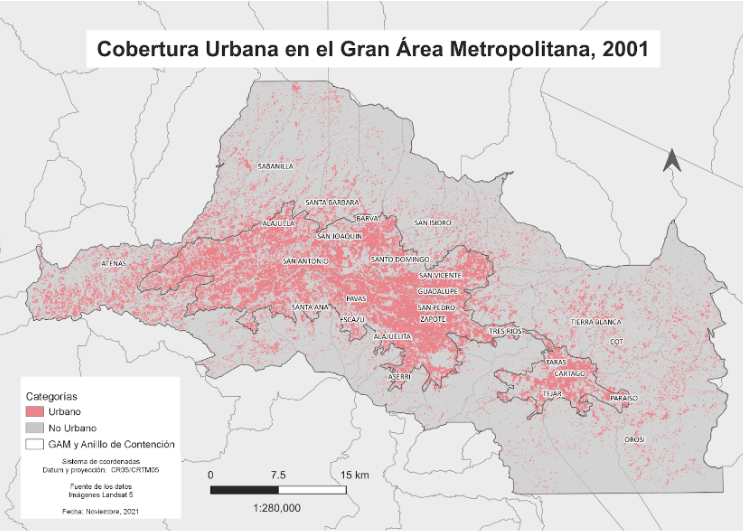 Cobertura Urbana en el Gran Área Metropolitana, 2001
SABANILLA
SANTA BARBARA
ALAJUELA
BARVA
SAN ISIDRO
SAN JOAQUIN
ATENAS
SAN ANTONIO
SANTO DOMINGO
SAN VICENTE
GUADALUPE
PAVAS
SANTA ANA
SAN PEDRO
ESCAZU
ZAPOTE
TIERRA BLANCA
ALAJUELITA
TRES RIOS
COT
TARAS
ASERRI
CARTAGO
TEJAR
PARAISO
OROSI
Categorías
Urbano
No Urbano
GAM y Anillo de Contención
Sistema de coordenadas
Datum y proyección: CR05/CRTM05
Fuente de los datos
Imágenes Landsat 5
Fecha: Noviembre, 2021
0 7.5 15 km
1:280,000